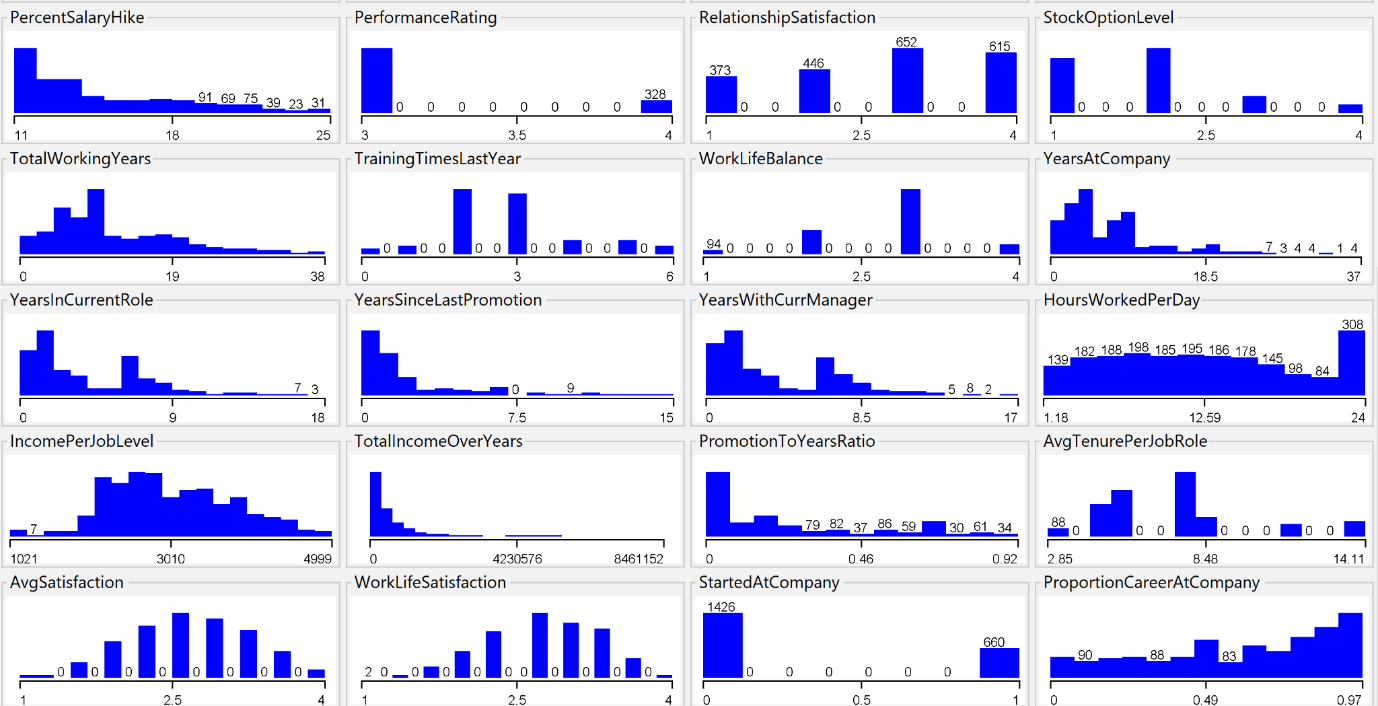 PercentSalaryHike
91 69 75 39 23 31
11 18 25
PerformanceRating
0 0 0 0 0 0 0 0 328
3 3.5 4
RelationshipSatisfaction
373 0 0 446 0 0 652 0 0 615
1 2.5 4
StockOptionLevel
0 0 0 0 0 0 0 0 0
1 2.5 4
TotalWorkingYears
0 19 38
TrainingTimesLastYear
0 0 0 0 0 0 0 0 0 0
0 3 6
WorkLifeBalance
94 0 0 0 0 0 0 0 0 0 0 0 0
1 2.5 4
YearsAtCompany
7 3 4 4 1 4
0 18.5 37
YearsInCurrentRole
7 3
0 9 18
YearsSinceLastPromotion
0 9
0 7.5 15
YearsWithCurrManager
5 8 2
0 8.5 17
HoursWorkedPerDay
139 182 188 198 185 195 186 178 145 98 84 308
1.18 12.59 24
IncomePerJobLevel
7
1021 3010 4999
TotalIncomeOverYears
0 4230576 8461152
PromotionToYearsRatio
79 82 37 86 59 30 61 34
0 0.46 0.92
AvgTenurePerJobRole
86 0 0 0 0 0 0 0 0
2.85 8.48 14.11
AvgSatisfaction
0 0 0 0 0 0 0 0
1 2.5 4
WorkLifeSatisfaction
2 0 0 0 0 0 0 0 0 0
1 2.5 4
StartedAtCompany
1426 0 0 0 0 0 0 660
0 0.5 1
ProportionCareerAtCompany
90 88 83
0 0.49 0.97